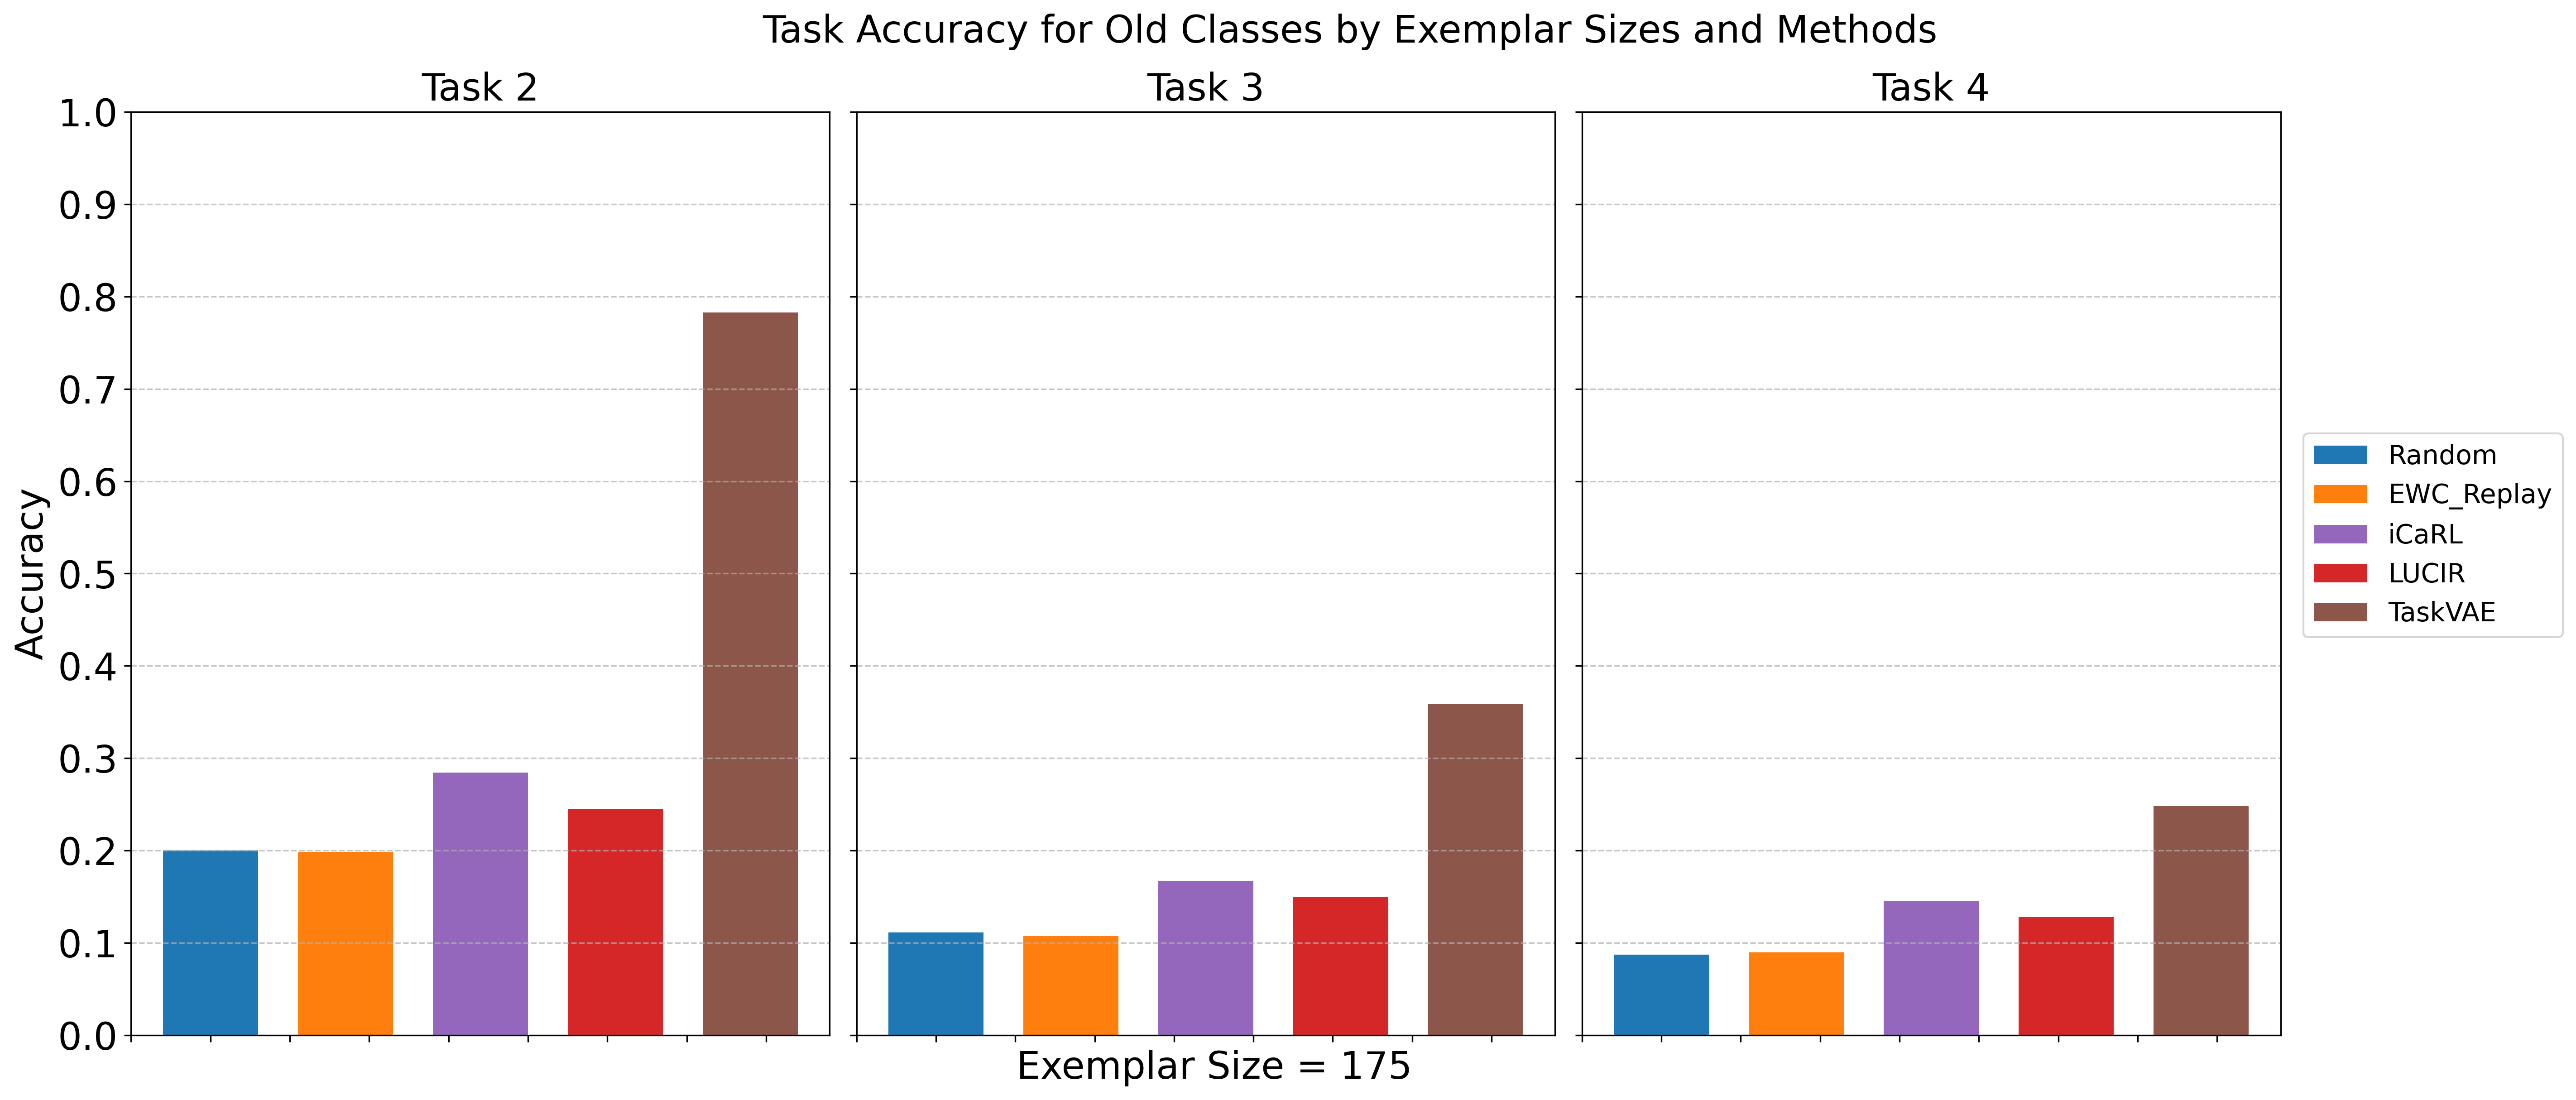 Task Accuracy for Old Classes by Exemplar Sizes and Methods
Task 2
Task 3
Task 4
Accuracy
1.0
0.9
0.8
0.7
0.6
0.5
0.4
0.3
0.2
0.1
0.0
Exemplar Size = 175
Random
EWC_Replay
iCaRL
LUCIR
TaskVAE